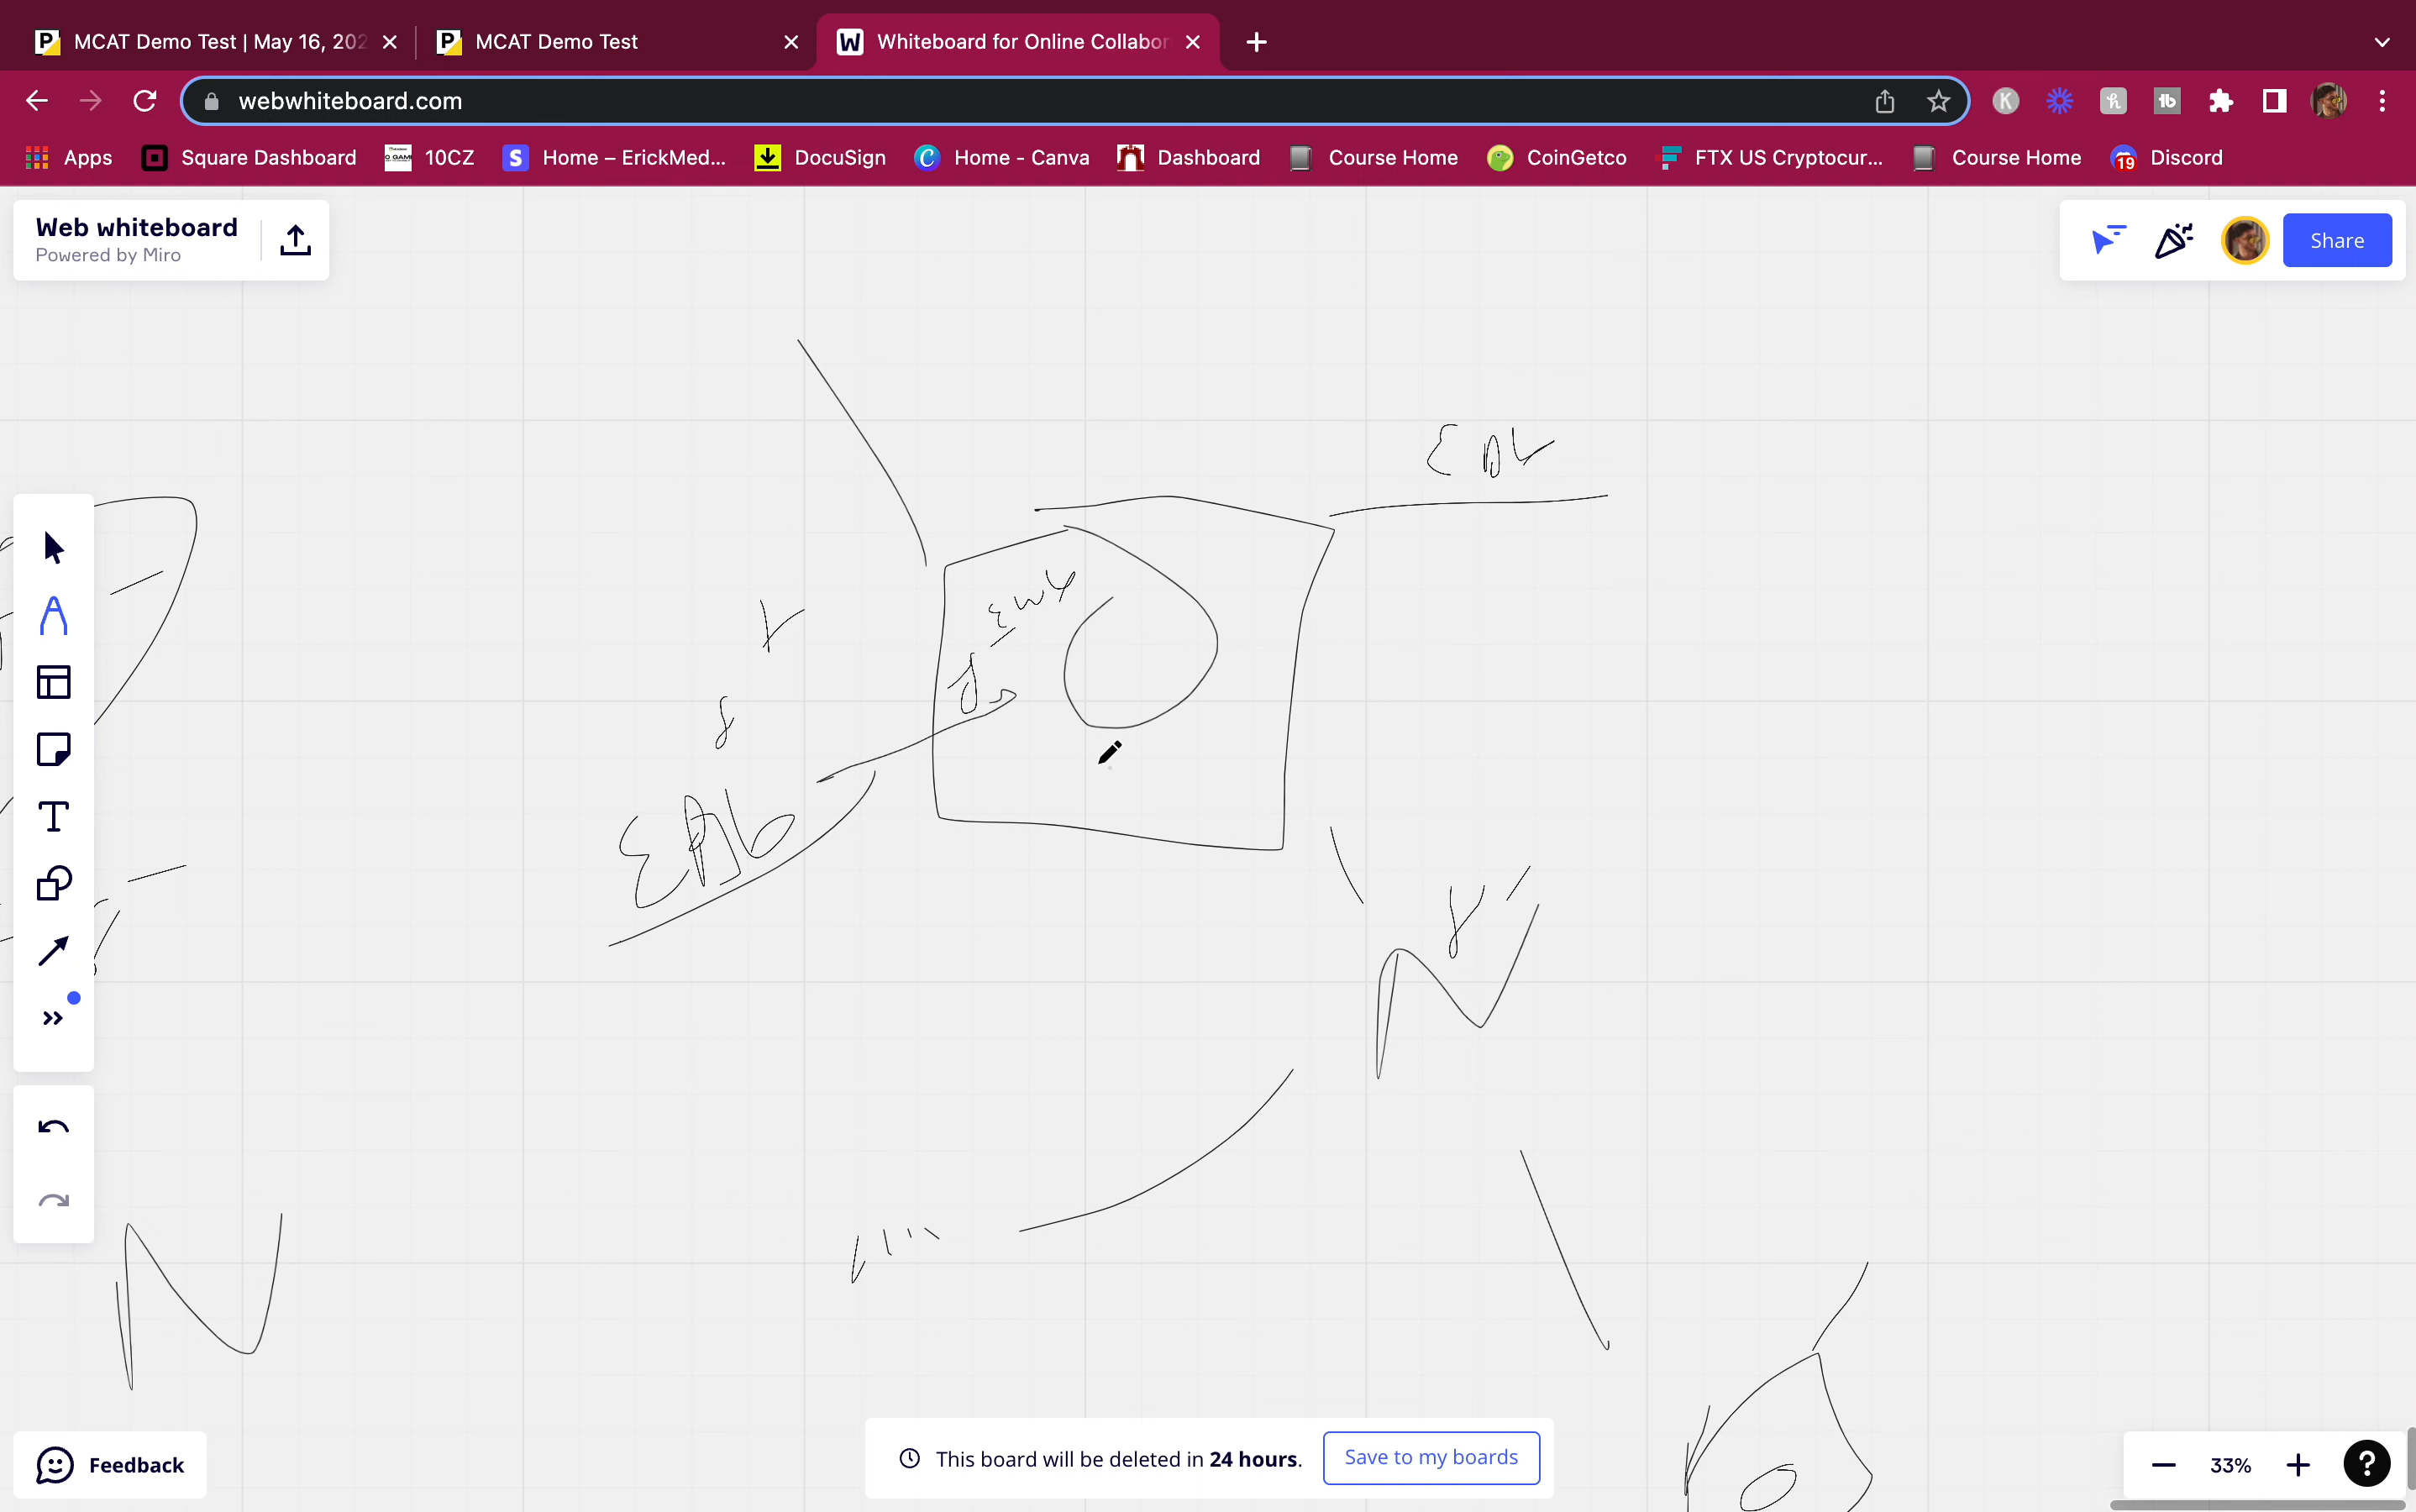 MCAT Demo Test | May 16, 202
MCAT Demo Test
Whiteboard for Online Collabor
webwhiteboard.com
Apps
Square Dashboard
10CZ
Home – ErickMed...
DocuSign
Home - Canva
Dashboard
Course Home
CoinGetco
FTX US Cryptocur...
Course Home
19
Discord
Web whiteboard
Powered by Miro
Share
N
N
Feedback
This board will be deleted in 24 hours.
Save to my boards
33%